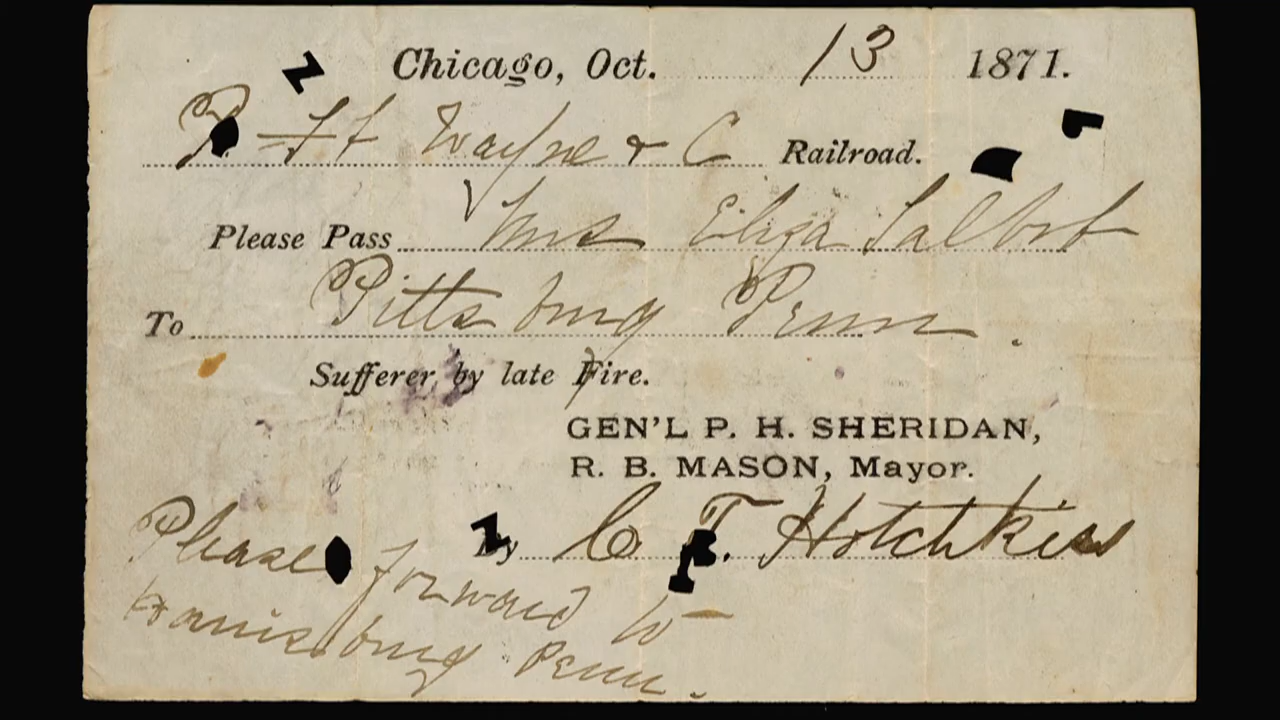 Chicago, Oct. 13 1871.
P. Ft Wayne & C Railroad.
Please Pass Mrs Eliza Talbot
To Pittsburg Penn.
Sufferer by late Fire.
GEN'L P. H. SHERIDAN,
R. B. MASON, Mayor.
By C. T. Hotchkiss
Please forward to
Harrisburg Penn.